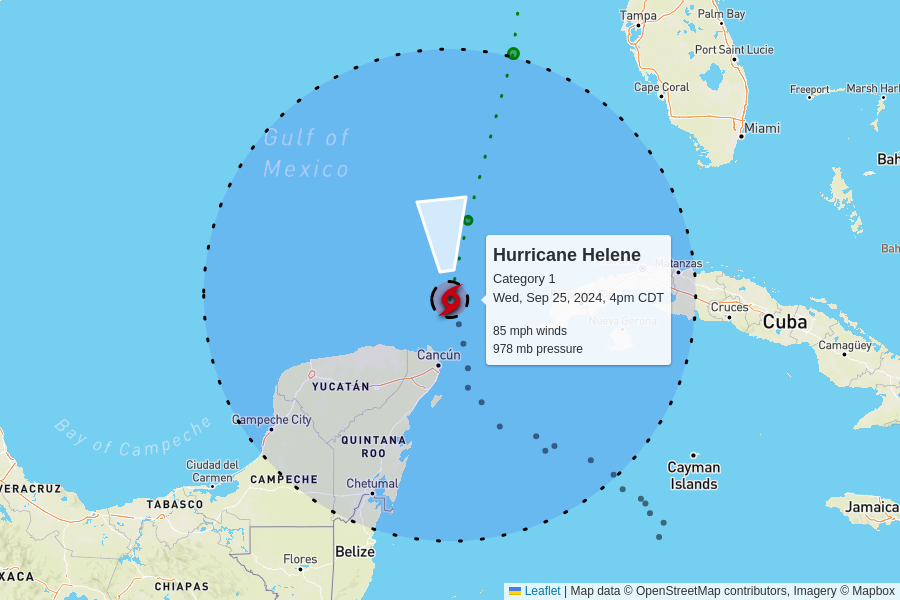 Tampa
Palm Bay
Port Saint Lucie
Cape Coral
Freeport
Marsh Har
Miami
Gulf of
Mexico
Bah
Bah
Hurricane Helene
Category 1
Wed, Sep 25, 2024, 4pm CDT
85 mph winds
978 mb pressure
Matanzas
Nueva Gerona
Cruces
Cuba
Camagüey
Cancún
YUCATÁN
Campeche City
Bay of Campeche
QUINTANA
ROO
Ciudad del
Carmen
CAMPECHE
Chetumal
Cayman
Islands
VERACRUZ
TABASCO
Jamaica
Belize
Flores
XACA
CHIAPAS
Leaflet | Map data © OpenStreetMap contributors, Imagery © Mapbox